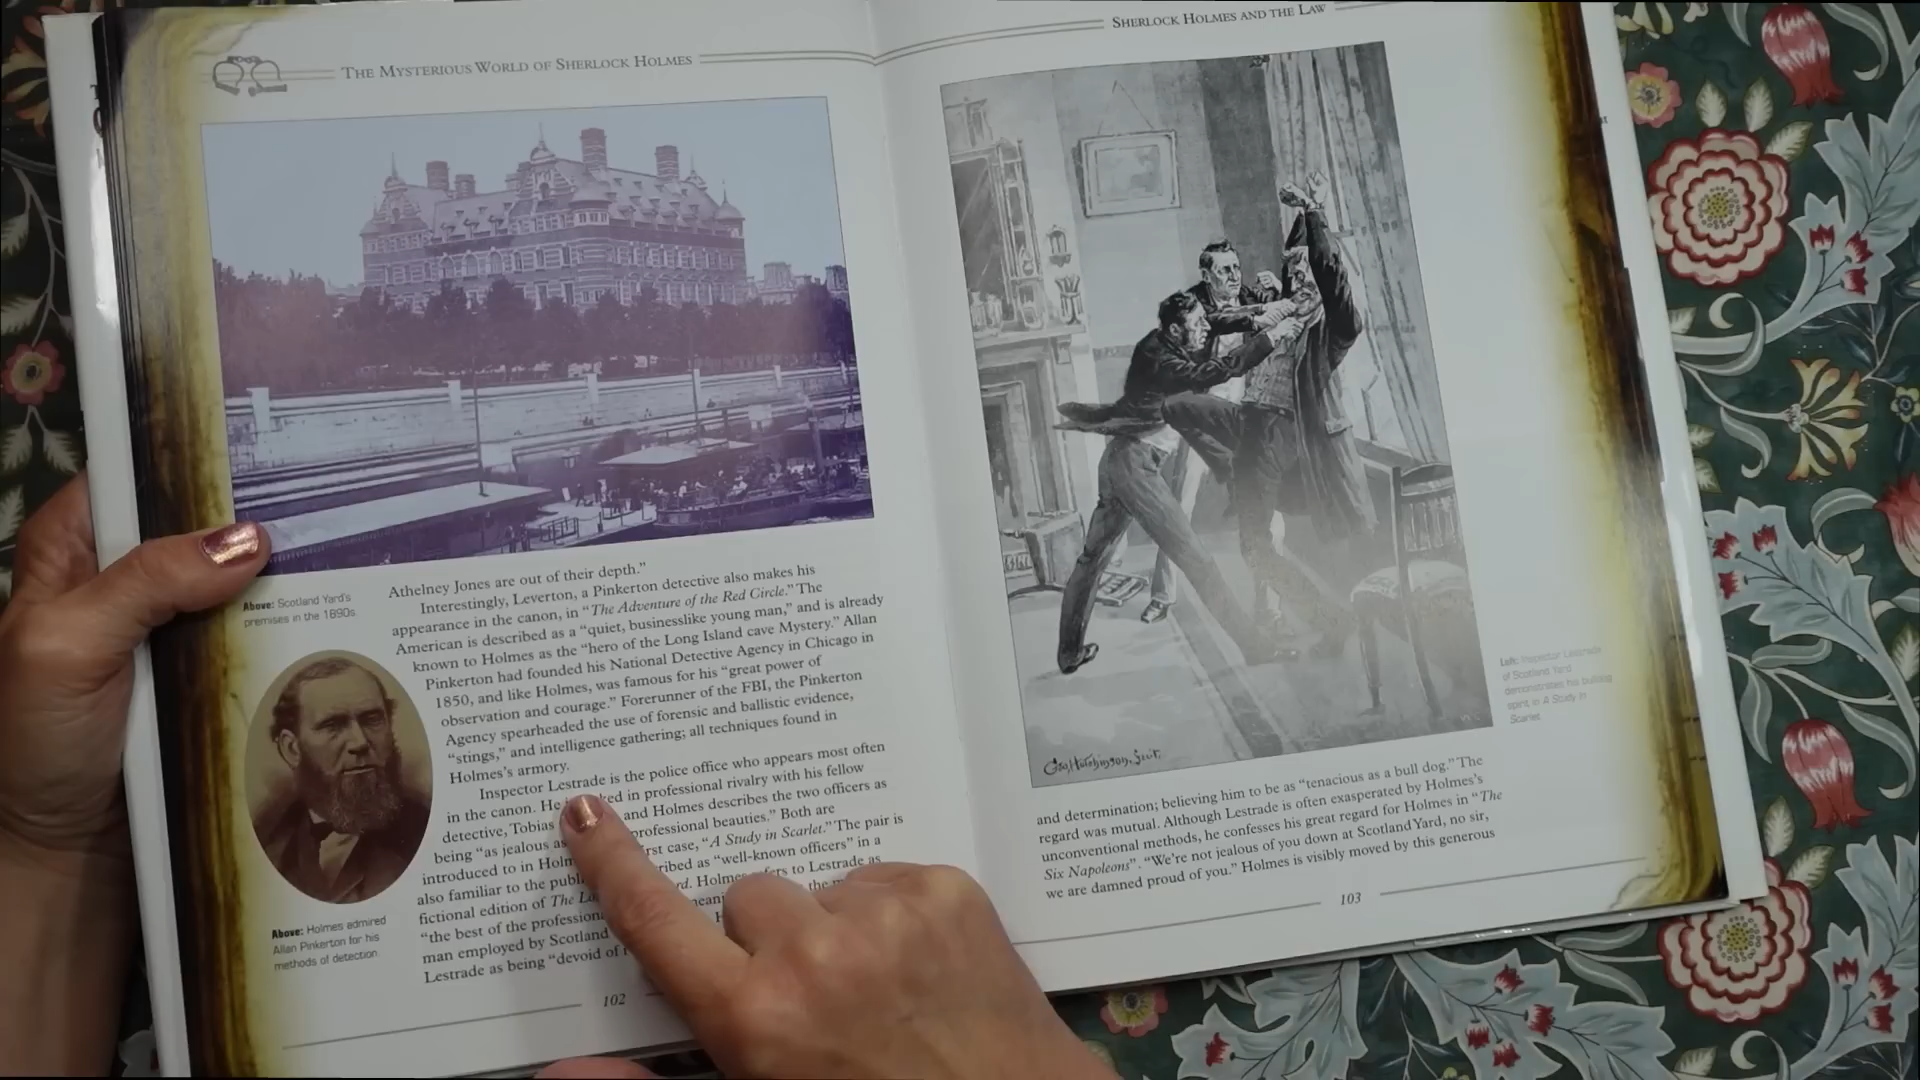 THE MYSTERIOUS WORLD OF SHERLOCK HOLMES
Above: Scotland Yard's
premises in the 1890s.
Athelney Jones are out of their depth."
Interestingly, Leverton, a Pinkerton detective also makes his
appearance in the canon, in "The Adventure of the Red Circle." The
American is described as a "quiet, businesslike young man," and is already
known to Holmes as the "hero of the Long Island cave Mystery." Allan
Pinkerton had founded his National Detective Agency in Chicago in
1850, and like Holmes, was famous for his "great power of
observation and courage." Forerunner of the FBI, the Pinkerton
Agency spearheaded the use of forensic and ballistic evidence,
"stings," and intelligence gathering; all techniques found in
Holmes's armory.
Inspector Lestrade is the police office who appears most often
in the canon. He in professional rivalry with his fellow
detective, Tobias and Holmes describes the two officers as
being "as jealous as professional beauties." Both are
introduced to in case, "A Study in Scarlet." The pair is
also familiar to the as "well-known officers" in a
fictional edition of The Holmes refers to Lestrade as
"the best of the
man employed by Scotland
Lestrade as being "devoid of
Above: Holmes admired
Allan Pinkerton for his
methods of detection.
102
SHERLOCK HOLMES AND THE LAW
Geo. Hutchinson, Scvt.
Left: Inspector Lestrade
of Scotland Yard
demonstrates his bulldog
spirit in A Study in
Scarlet.
and determination; believing him to be as "tenacious as a bull dog." The
regard was mutual. Although Lestrade is often exasperated by Holmes's
unconventional methods, he confesses his great regard for Holmes in "The
Six Napoleons". "We're not jealous of you down at Scotland Yard, no sir,
we are damned proud of you." Holmes is visibly moved by this generous
103